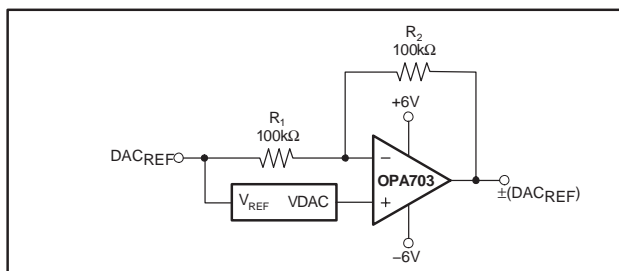 R2
100kΩ
+6V
R1
100kΩ
DACREF
−
OPA703
+
VREF VDAC
±(DACREF)
−6V